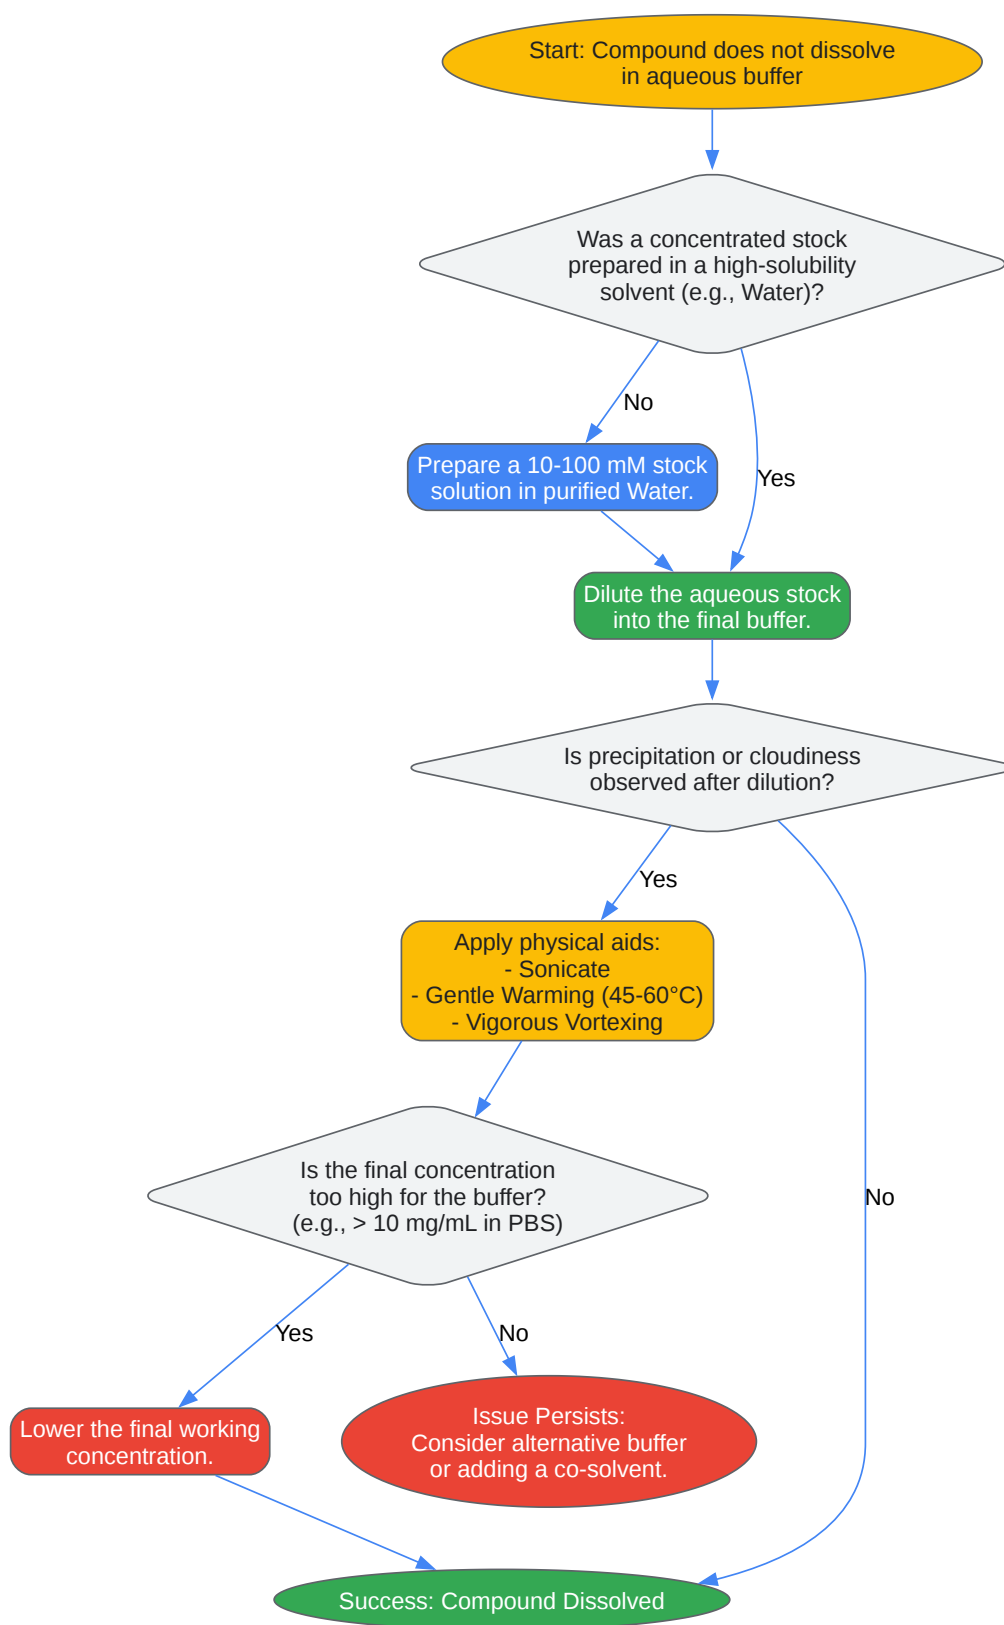 Start: Compound does not dissolve
in aqueous buffer
Was a concentrated stock
prepared in a high-solubility
solvent (e.g., Water)?
No
Prepare a 10-100 mM stock
solution in purified Water.
Yes
Dilute the aqueous stock
into the final buffer.
Is precipitation or cloudiness
observed after dilution?
Yes
Apply physical aids:
- Sonicate
- Gentle Warming (45-60°C)
- Vigorous Vortexing
Is the final concentration
too high for the buffer?
(e.g., > 10 mg/mL in PBS)
No
Yes
No
Lower the final working
concentration.
Issue Persists:
Consider alternative buffer
or adding a co-solvent.
Success: Compound Dissolved